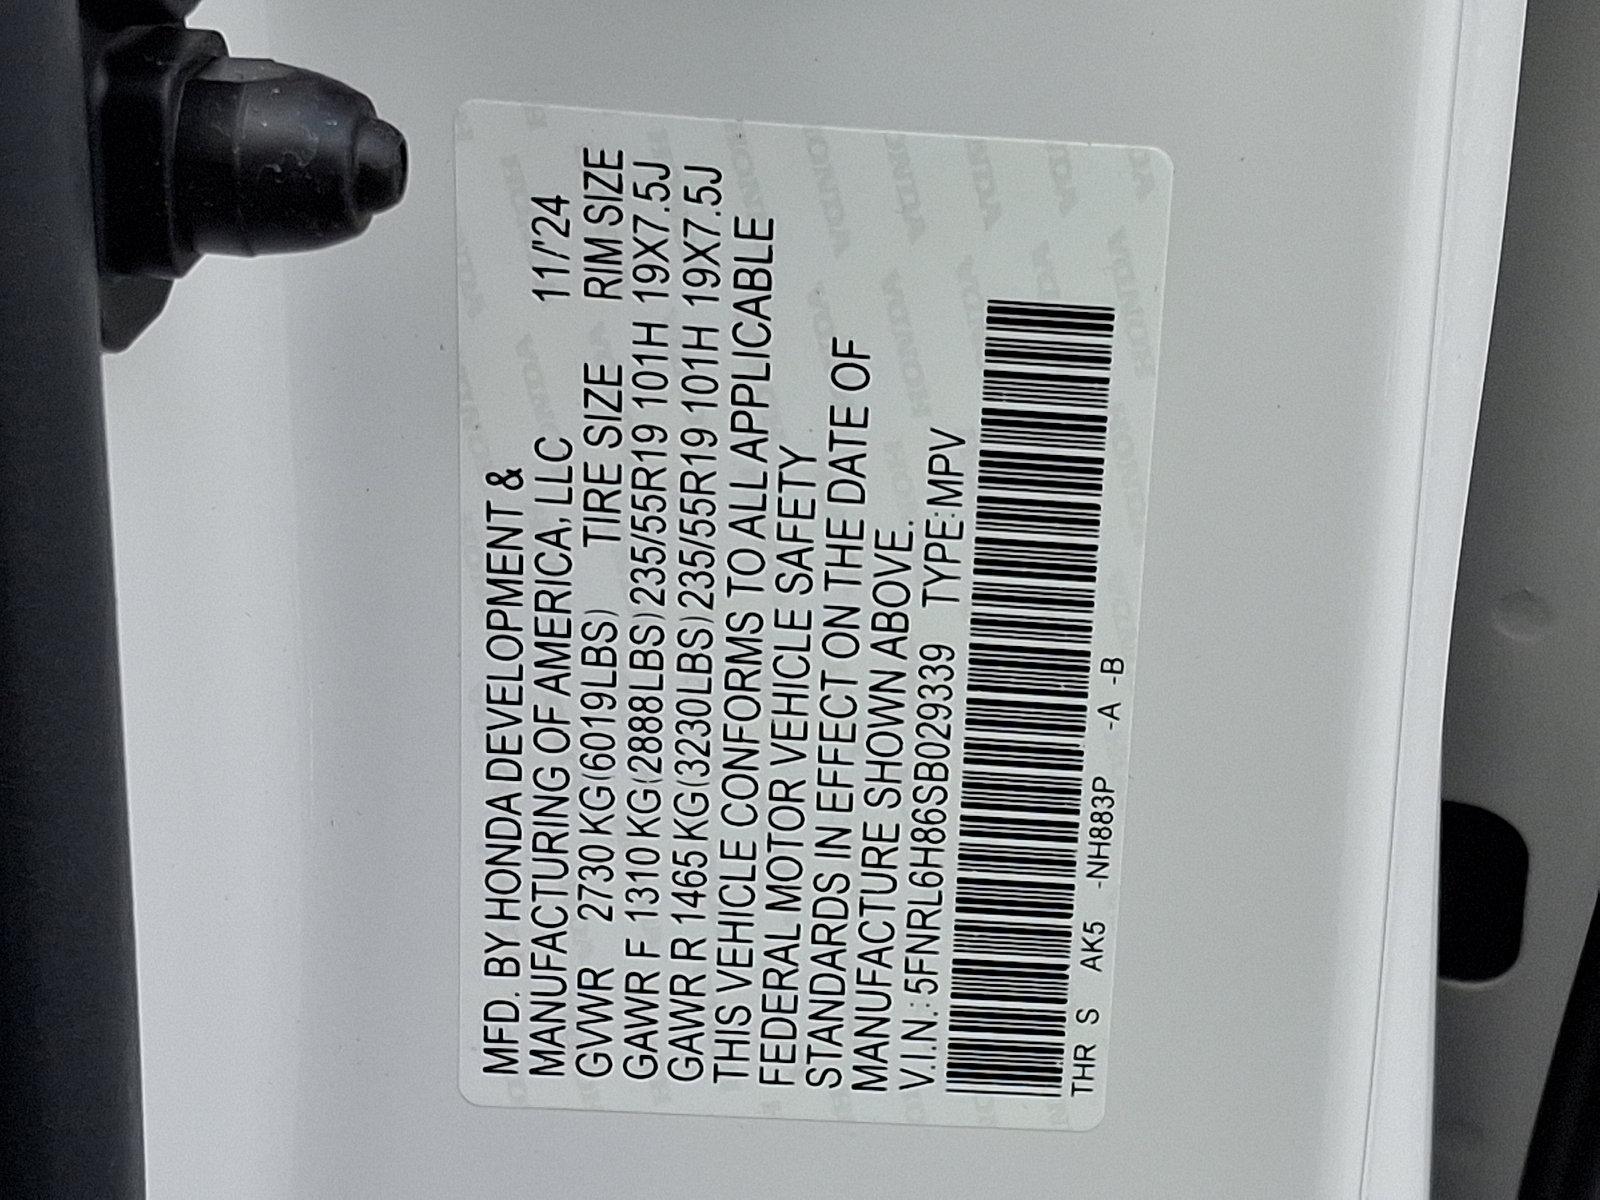 MFD. BY HONDA DEVELOPMENT &
MANUFACTURING OF AMERICA, LLC 11/'24
GVWR 2730 KG(6019LBS) TIRE SIZE RIM SIZE
GAWR F 1310 KG(2888LBS) 235/55R19 101H 19X7.5J
GAWR R 1465 KG(3230LBS) 235/55R19 101H 19X7.5J
THIS VEHICLE CONFORMS TO ALL APPLICABLE
FEDERAL MOTOR VEHICLE SAFETY
STANDARDS IN EFFECT ON THE DATE OF
MANUFACTURE SHOWN ABOVE.
V.I.N.: 5FNRL6H86SB029339 TYPE:MPV
THR S AK5 -NH883P -A -B